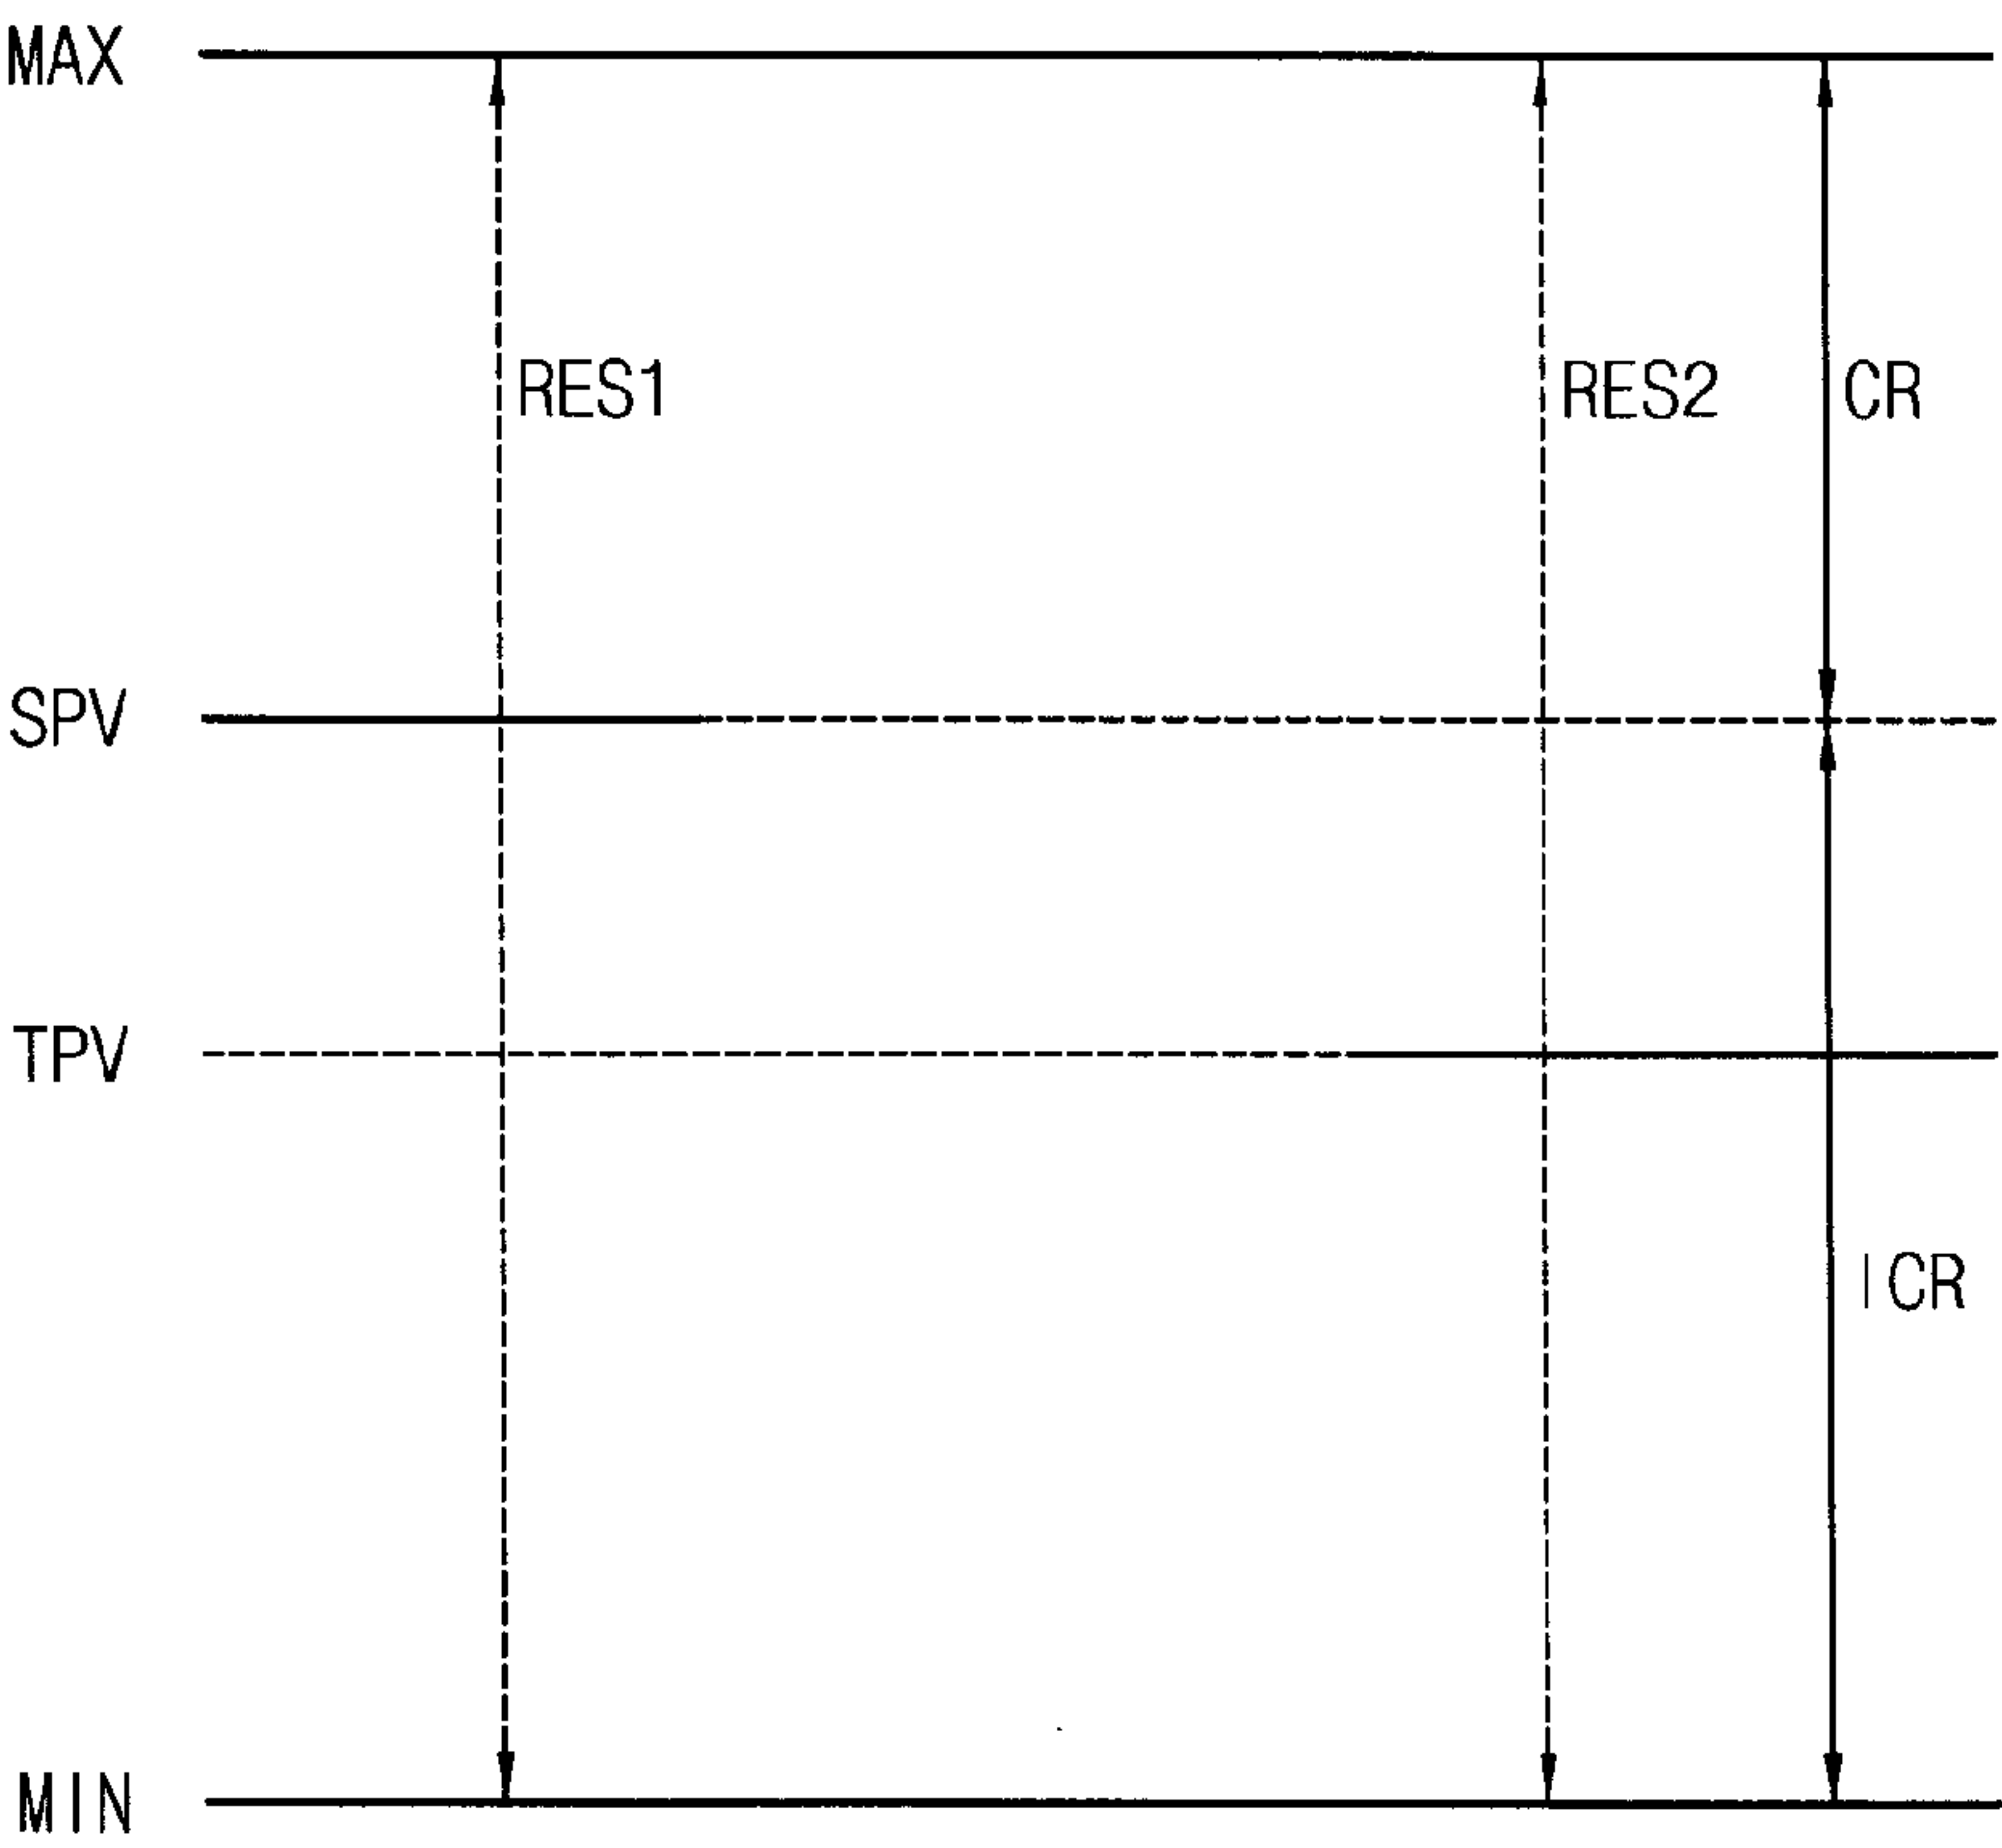 MAX
RES1
RES2
CR
SPV
TPV
ICR
MIN